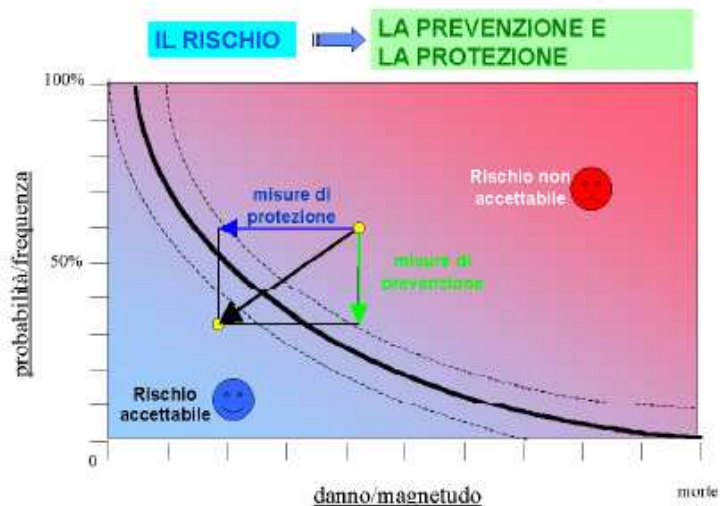 IL RISCHIO
LA PREVENZIONE E
LA PROTEZIONE
100%
probabilità/frequenza
50%
misure di
protezione
Rischio non
accettabile
misure di
prevenzione
Rischio
accettabile
0
danno/magnetudo
morte